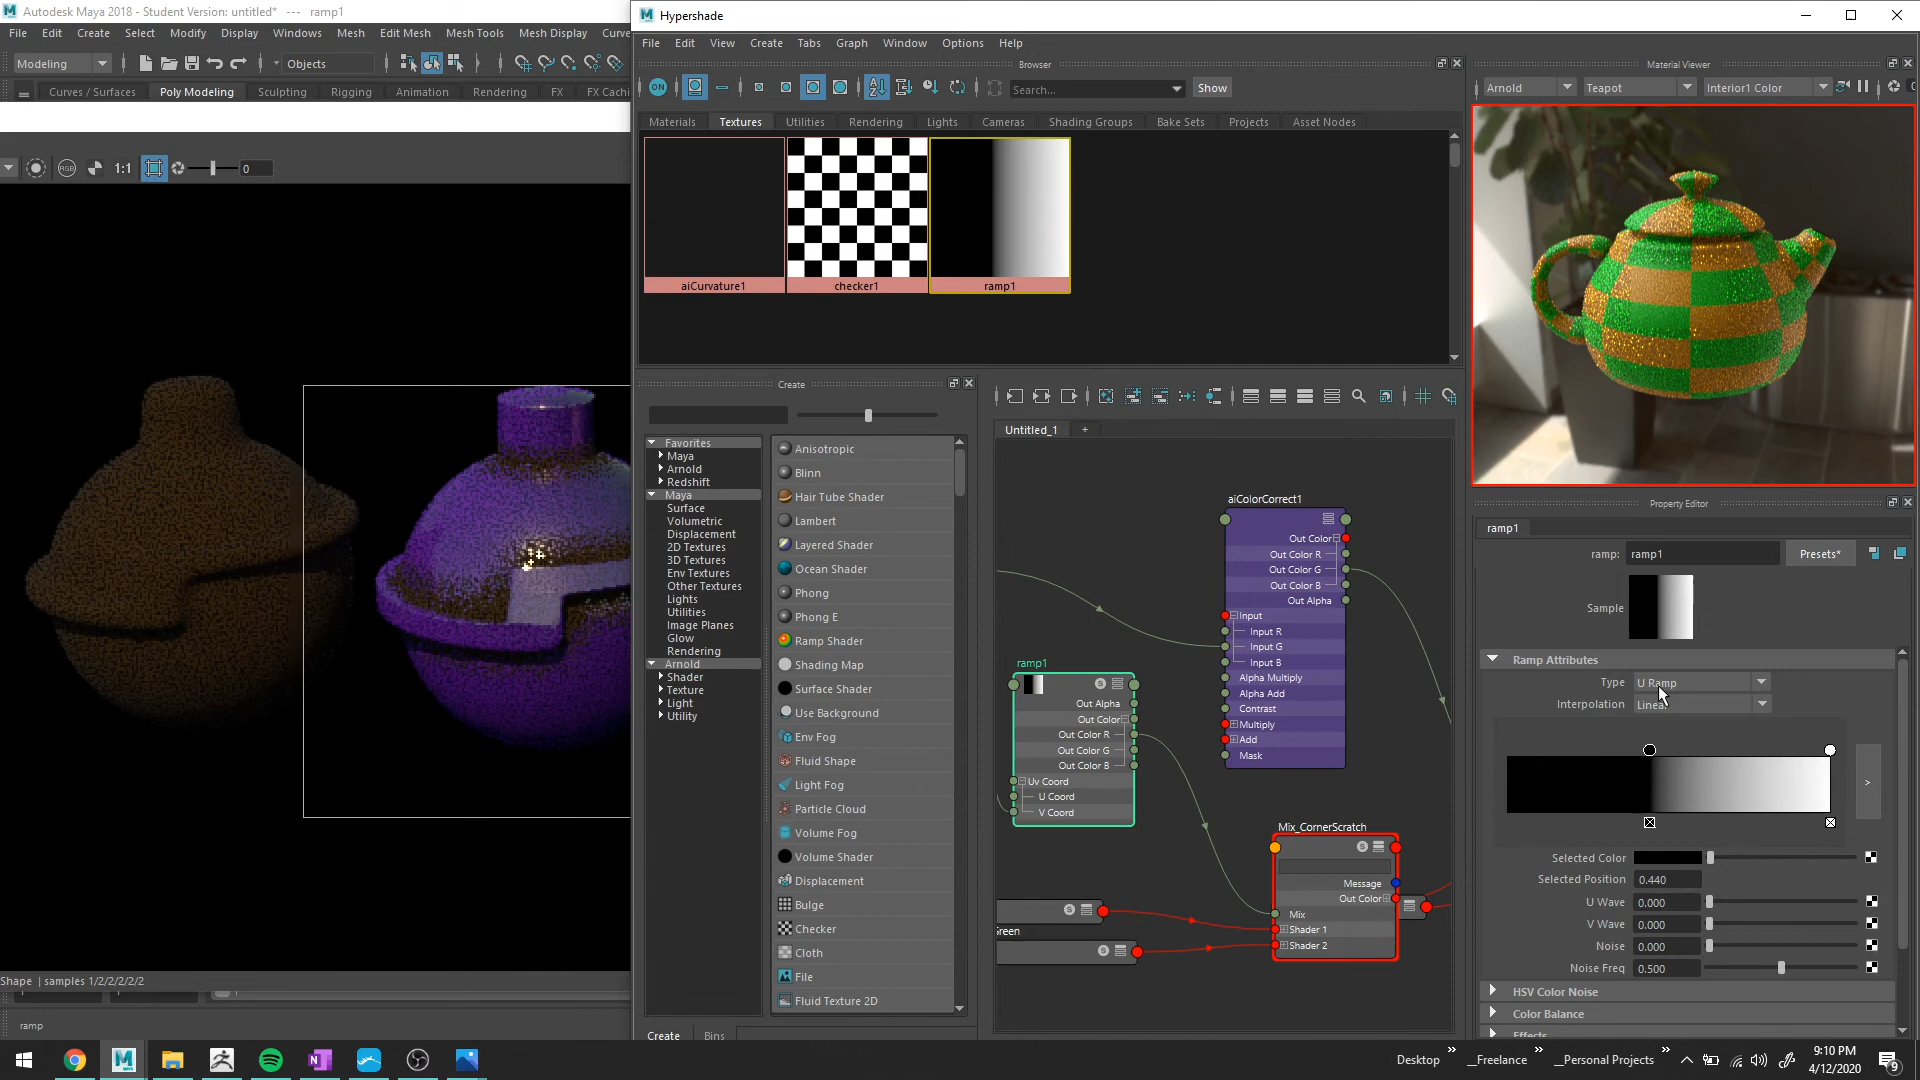 Autodesk Maya 2018 - Student Version: untitled*   ---   ramp1
File Edit Create Select Modify Display Windows Mesh Edit Mesh Mesh Tools Mesh Display Curve
Modeling Objects
Curves / Surfaces Poly Modeling Sculpting Rigging Animation Rendering FX FX Cachi
RGB 1:1 0
Shape | samples 1/2/2/2/2/2
ramp
Hypershade
File Edit View Create Tabs Graph Window Options Help
Browser
ON Search... Show
Materials Textures Utilities Rendering Lights Cameras Shading Groups Bake Sets Projects Asset Nodes
aiCurvature1 checker1 ramp1
Create
Favorites
Maya
Arnold
Redshift
Maya
Surface
Volumetric
Displacement
2D Textures
3D Textures
Env Textures
Other Textures
Lights
Utilities
Image Planes
Glow
Rendering
Arnold
Shader
Texture
Light
Utility
Anisotropic
Blinn
Hair Tube Shader
Lambert
Layered Shader
Ocean Shader
Phong
Phong E
Ramp Shader
Shading Map
Surface Shader
Use Background
Env Fog
Fluid Shape
Light Fog
Particle Cloud
Volume Fog
Volume Shader
Displacement
Bulge
Checker
Cloth
File
Fluid Texture 2D
Create Bins
Untitled_1 +
aiColorCorrect1
Out Color
Out Color R
Out Color G
Out Color B
Out Alpha
Input
Input R
Input G
Input B
Alpha Multiply
Alpha Add
Contrast
Multiply
Add
Mask
ramp1
S
Out Alpha
Out Color
Out Color R
Out Color G
Out Color B
Uv Coord
U Coord
V Coord
Mix_CornerScratch
S
Message
Out Color
Mix
Shader 1
Shader 2
S
Green
S
Material Viewer
Arnold Teapot Interior1 Color
Property Editor
ramp1
ramp: ramp1 Presets*
Sample
Ramp Attributes
Type U Ramp
Interpolation Linear
>
Selected Color
Selected Position 0.440
U Wave 0.000
V Wave 0.000
Noise 0.000
Noise Freq 0.500
HSV Color Noise
Color Balance
Effects
Desktop » __Freelance » __Personal Projects »
9:10 PM
4/12/2020
9